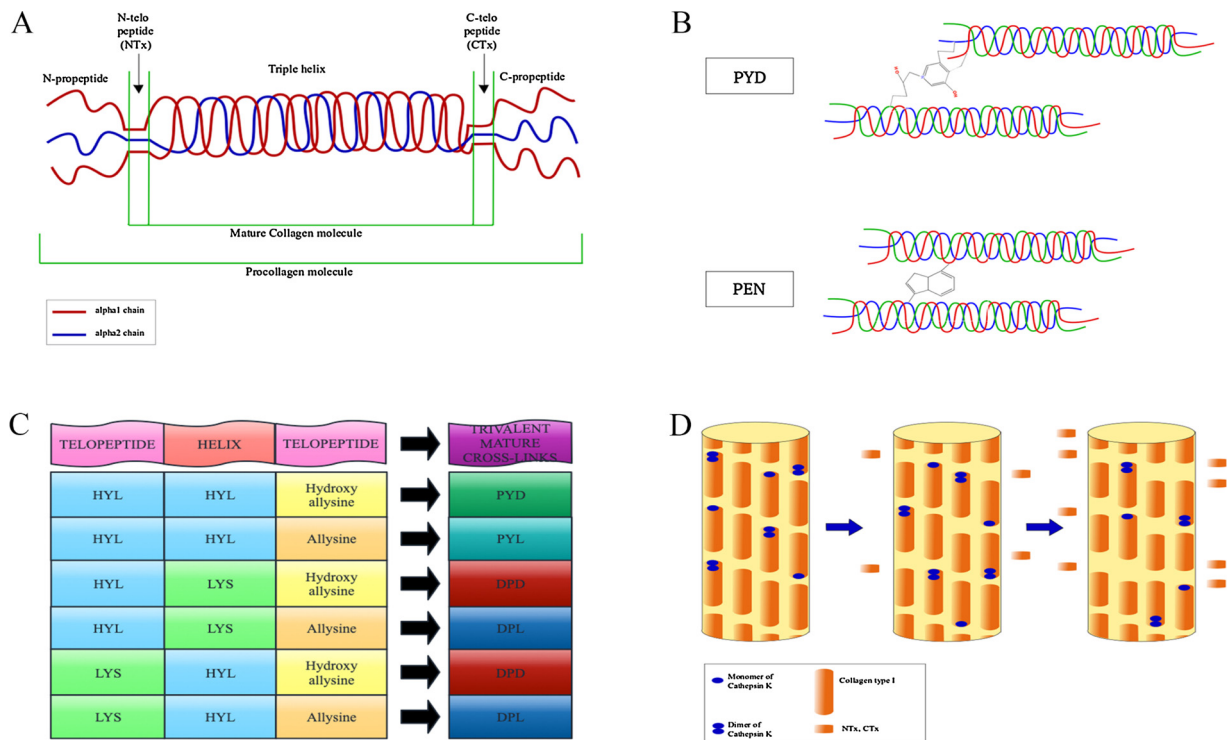 A
N-telo
peptide
(NTx)
C-telo
peptide
(CTx)
N-propeptide
Triple helix
C-propeptide
Mature Collagen molecule
Procollagen molecule
alpha1 chain
alpha2 chain
B
PYD
PEN
C
TELOPEPTIDE HELIX TELOPEPTIDE TRIVALENT
MATURE
CROSS-LINKS
HYL HYL Hydroxy
allysine PYD
HYL HYL Allysine PYL
HYL LYS Hydroxy
allysine DPD
HYL LYS Allysine DPL
LYS HYL Hydroxy
allysine DPD
LYS HYL Allysine DPL
D
Monomer of
Cathepsin K
Collagen type I
Dimer of
Cathepsin K
NTx, CTx